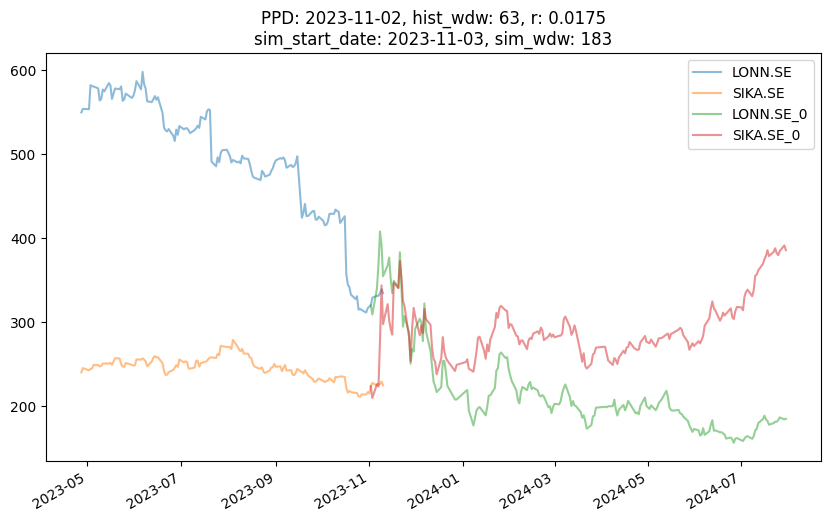 PPD: 2023-11-02, hist_wdw: 63, r: 0.0175
sim_start_date: 2023-11-03, sim_wdw: 183
LONN.SE
SIKA.SE
LONN.SE_0
SIKA.SE_0
600
500
400
300
200
2023-05
2023-07
2023-09
2023-11
2024-01
2024-03
2024-05
2024-07